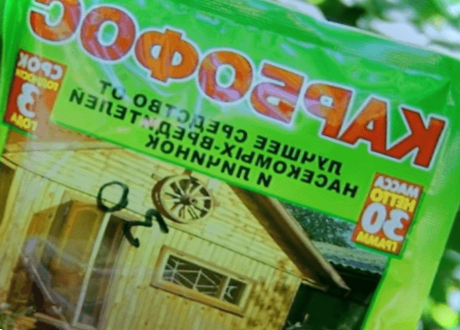 КАРБОФОС
ЛУЧШЕЕ СРЕДСТВО ОТ
НАСЕКОМЫХ-ВРЕДИТЕЛЕЙ
И ЛИЧИНОК
МАССА
НЕТТО
30
ГРАММ
СРОК
ГОДНОСТИ
3
ГОДА